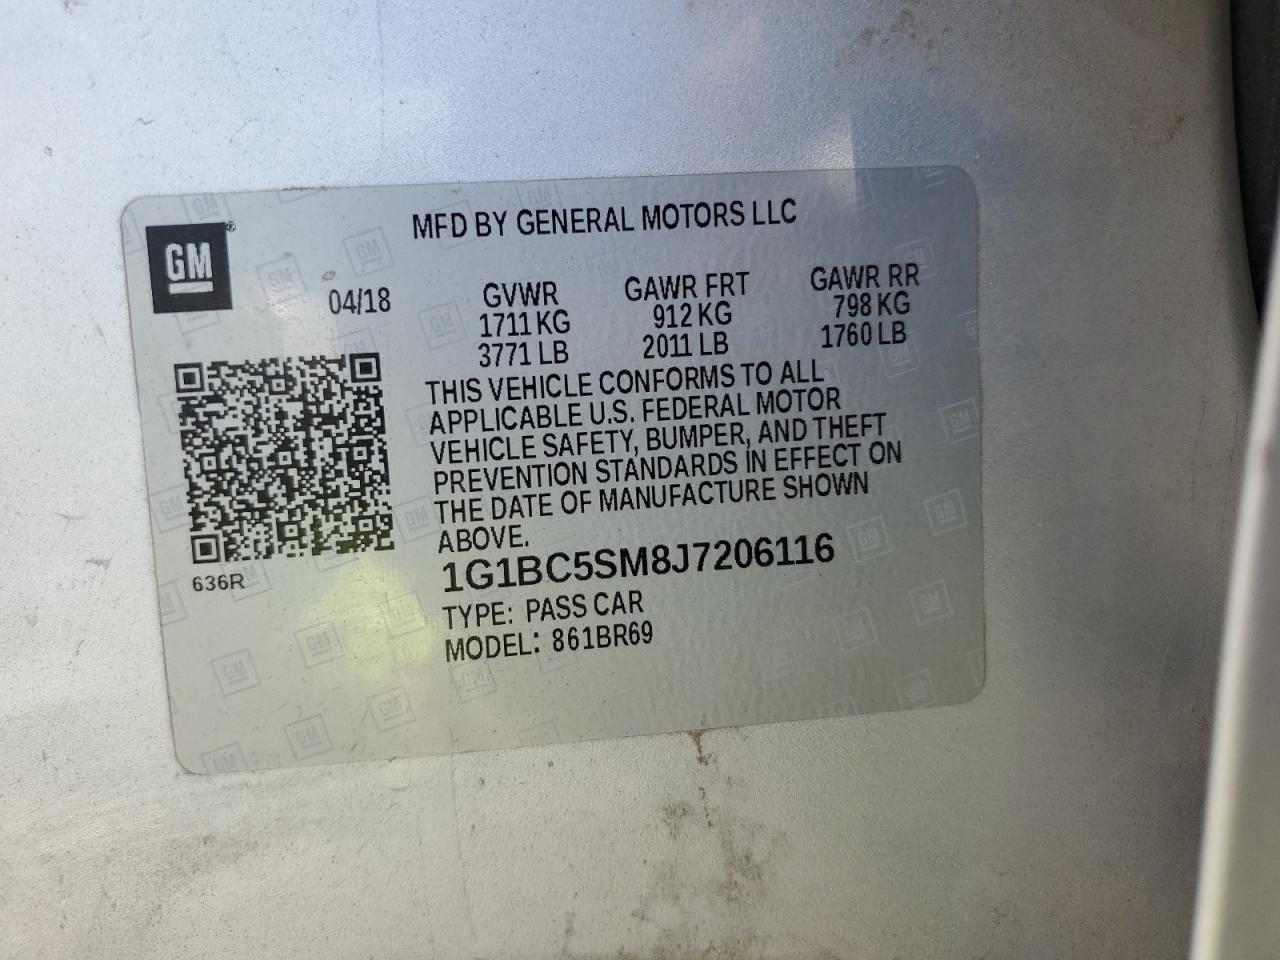 GM
MFD BY GENERAL MOTORS LLC
04/18
GVWR GAWR FRT GAWR RR
1711 KG 912 KG 798 KG
3771 LB 2011 LB 1760 LB
THIS VEHICLE CONFORMS TO ALL
APPLICABLE U.S. FEDERAL MOTOR
VEHICLE SAFETY, BUMPER, AND THEFT
PREVENTION STANDARDS IN EFFECT ON
THE DATE OF MANUFACTURE SHOWN
ABOVE.
636R
1G1BC5SM8J7206116
TYPE: PASS CAR
MODEL: 861BR69